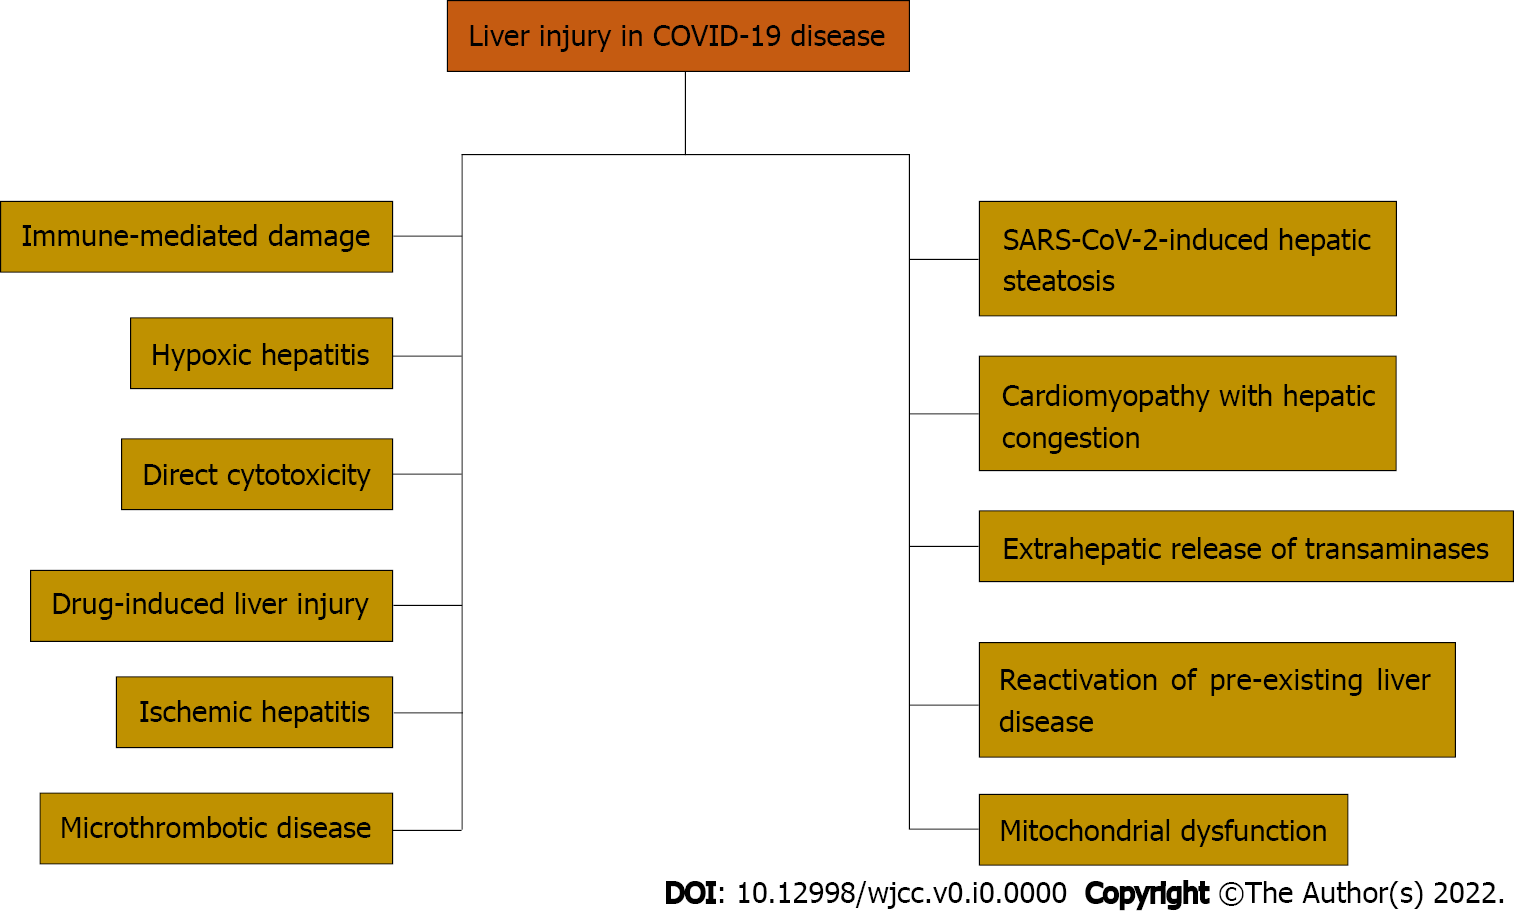 Liver injury in COVID-19 disease
Immune-mediated damage
Hypoxic hepatitis
Direct cytotoxicity
Drug-induced liver injury
Ischemic hepatitis
Microthrombotic disease
SARS-CoV-2-induced hepatic
steatosis
Cardiomyopathy with hepatic
congestion
Extrahepatic release of transaminases
Reactivation of pre-existing liver
disease
Mitochondrial dysfunction
DOI: 10.12998/wjcc.v0.i0.0000 Copyright ©The Author(s) 2022.